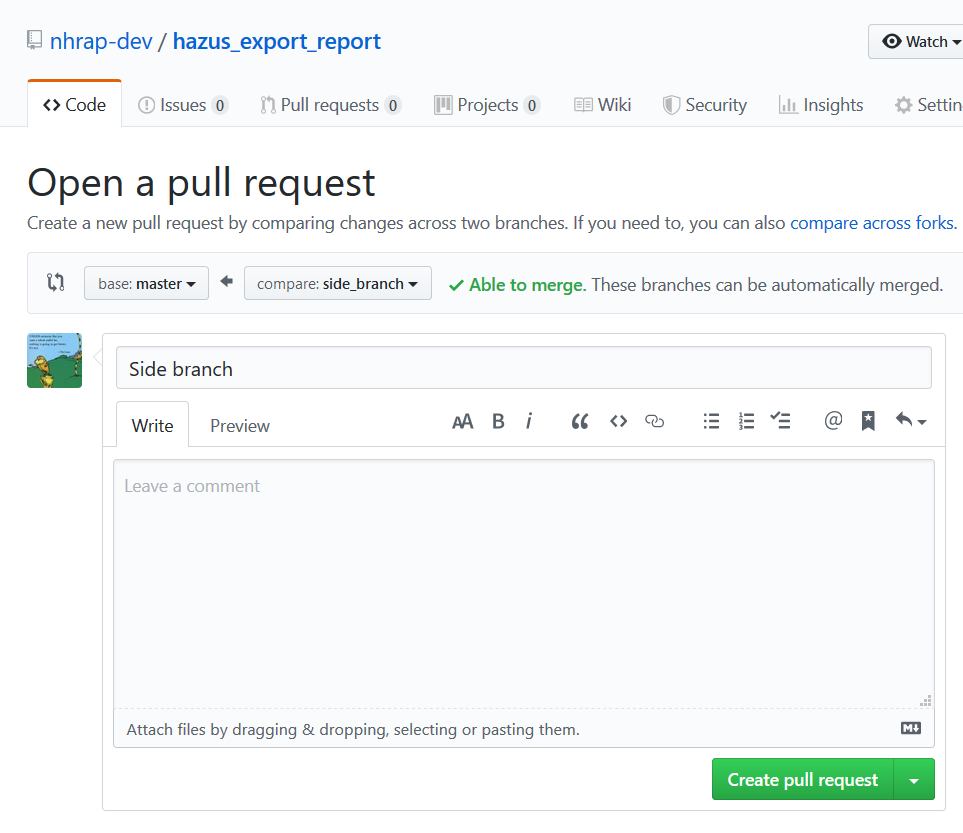 nhrap-dev / hazus_export_report
Watch
Code
Issues 0
Pull requests 0
Projects 0
Wiki
Security
Insights
Settin
Open a pull request
Create a new pull request by comparing changes across two branches. If you need to, you can also compare across forks.
base: master
compare: side_branch
Able to merge. These branches can be automatically merged.
Side branch
Write
Preview
AA B i
@
Leave a comment
Attach files by dragging & dropping, selecting or pasting them.
M
Create pull request